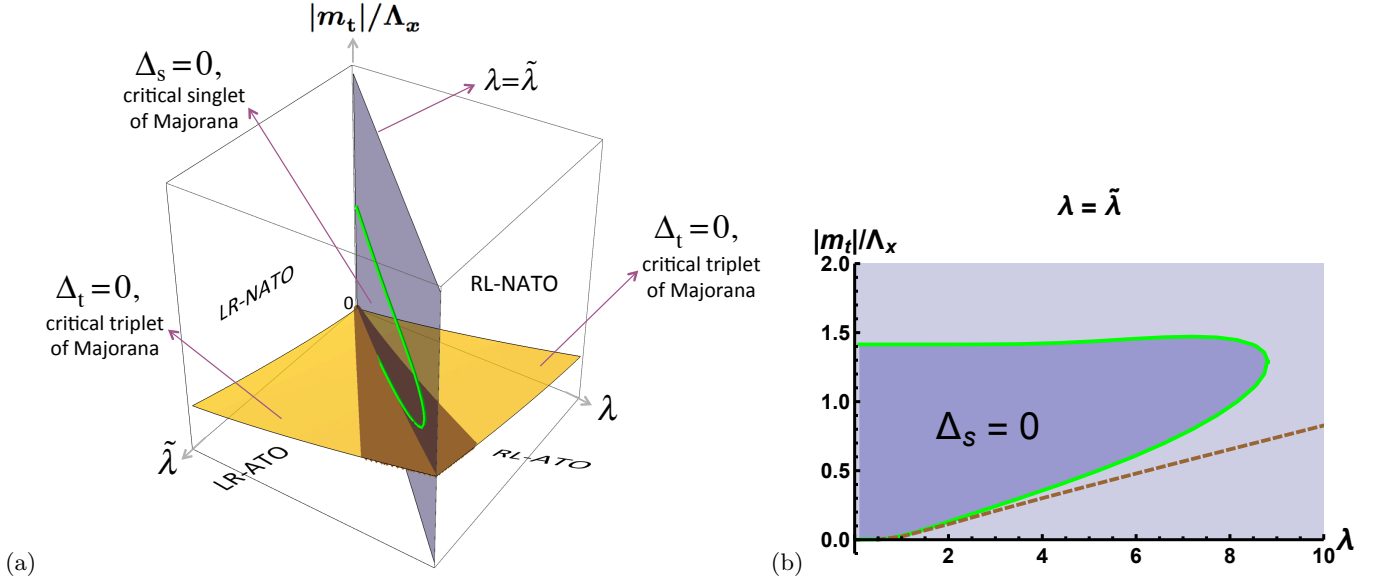 |m_t|/Λ_x
Δ_s=0,
critical singlet
of Majorana
λ=λ̃
Δ_t=0,
critical triplet
of Majorana
LR-NATO
RL-NATO
0
Δ_t=0,
critical triplet
of Majorana
λ
λ̃
LR-ATO
RL-ATO
(a)
λ = λ̃
|m_t|/Λ_x
2.0
1.5
1.0
0.5
0.0
Δ_s = 0
2 4 6 8 10 λ
(b)